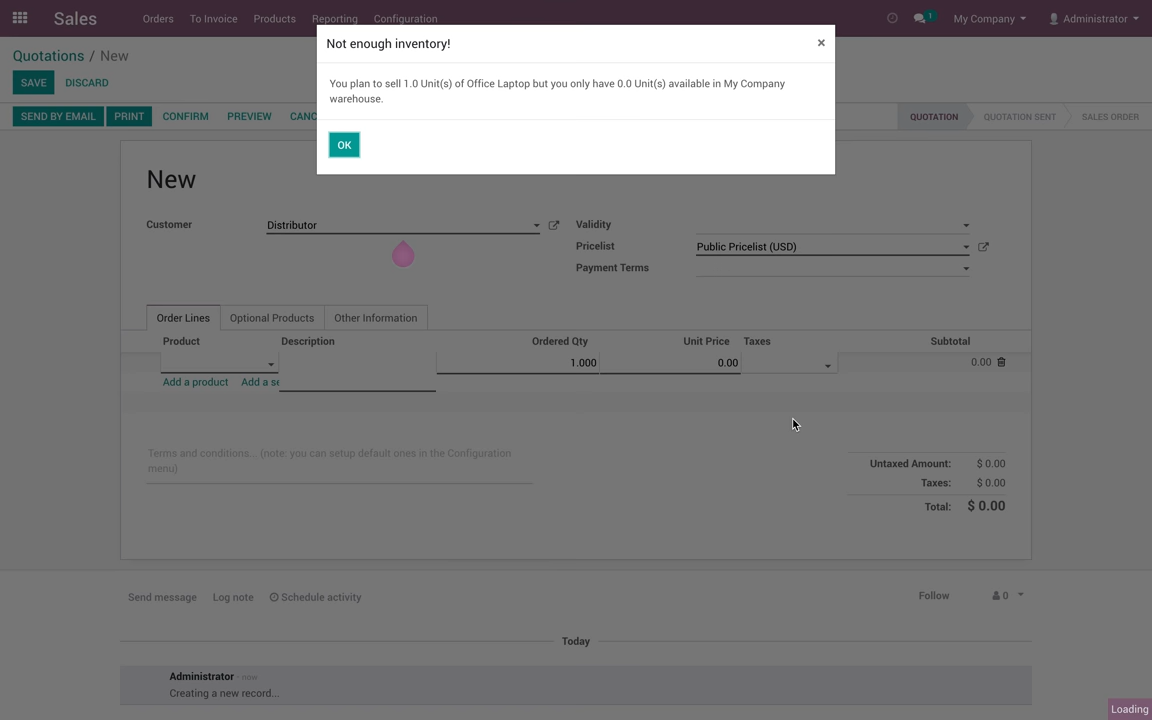 Sales
Orders
To Invoice
Products
Reporting
Configuration
1
My Company
Administrator
Not enough inventory!
×
You plan to sell 1.0 Unit(s) of Office Laptop but you only have 0.0 Unit(s) available in My Company
warehouse.
OK
Quotations / New
SAVE
DISCARD
SEND BY EMAIL
PRINT
CONFIRM
PREVIEW
CANC
QUOTATION
QUOTATION SENT
SALES ORDER
New
Customer
Distributor
Validity
Pricelist
Public Pricelist (USD)
Payment Terms
Order Lines
Optional Products
Other Information
Product
Description
Ordered Qty
Unit Price
Taxes
Subtotal
1.000
0.00
0.00
Add a product
Add a se
Terms and conditions... (note: you can setup default ones in the Configuration
menu)
Untaxed Amount: $ 0.00
Taxes: $ 0.00
Total: $ 0.00
Send message
Log note
Schedule activity
Follow
0
Today
Administrator - now
Creating a new record...
Loading